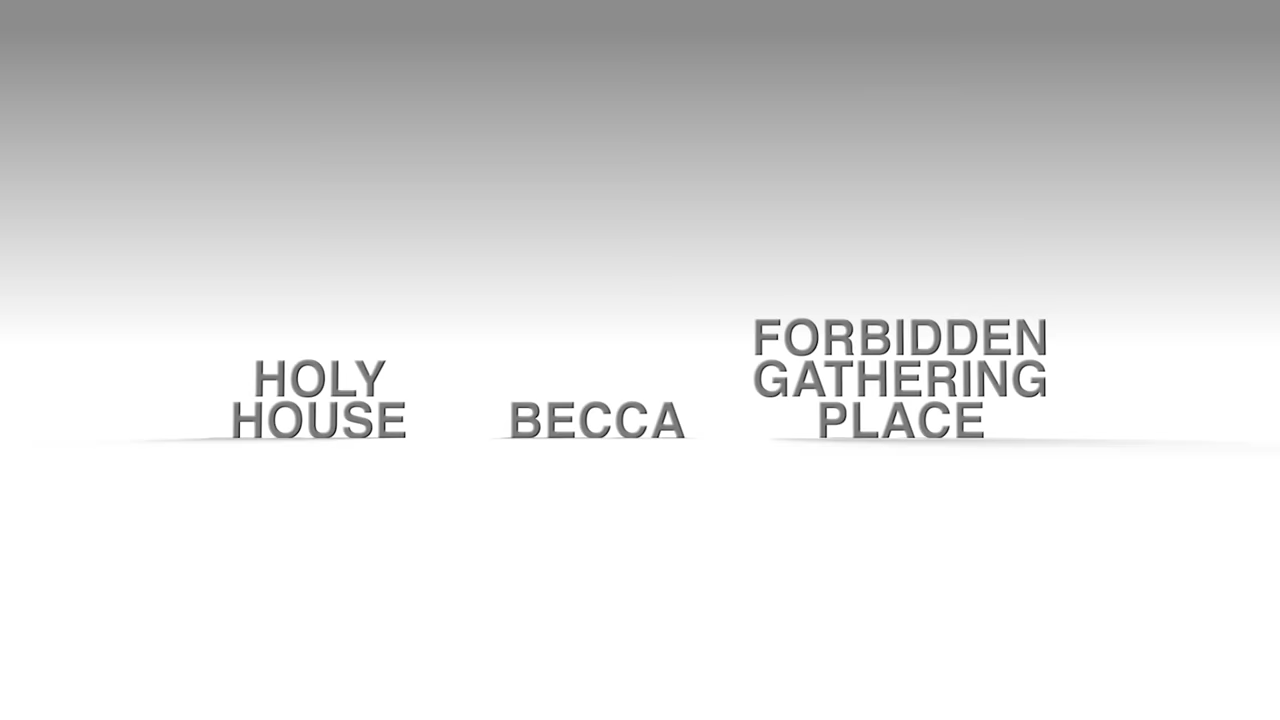 HOLY
HOUSE
BECCA
FORBIDDEN
GATHERING
PLACE